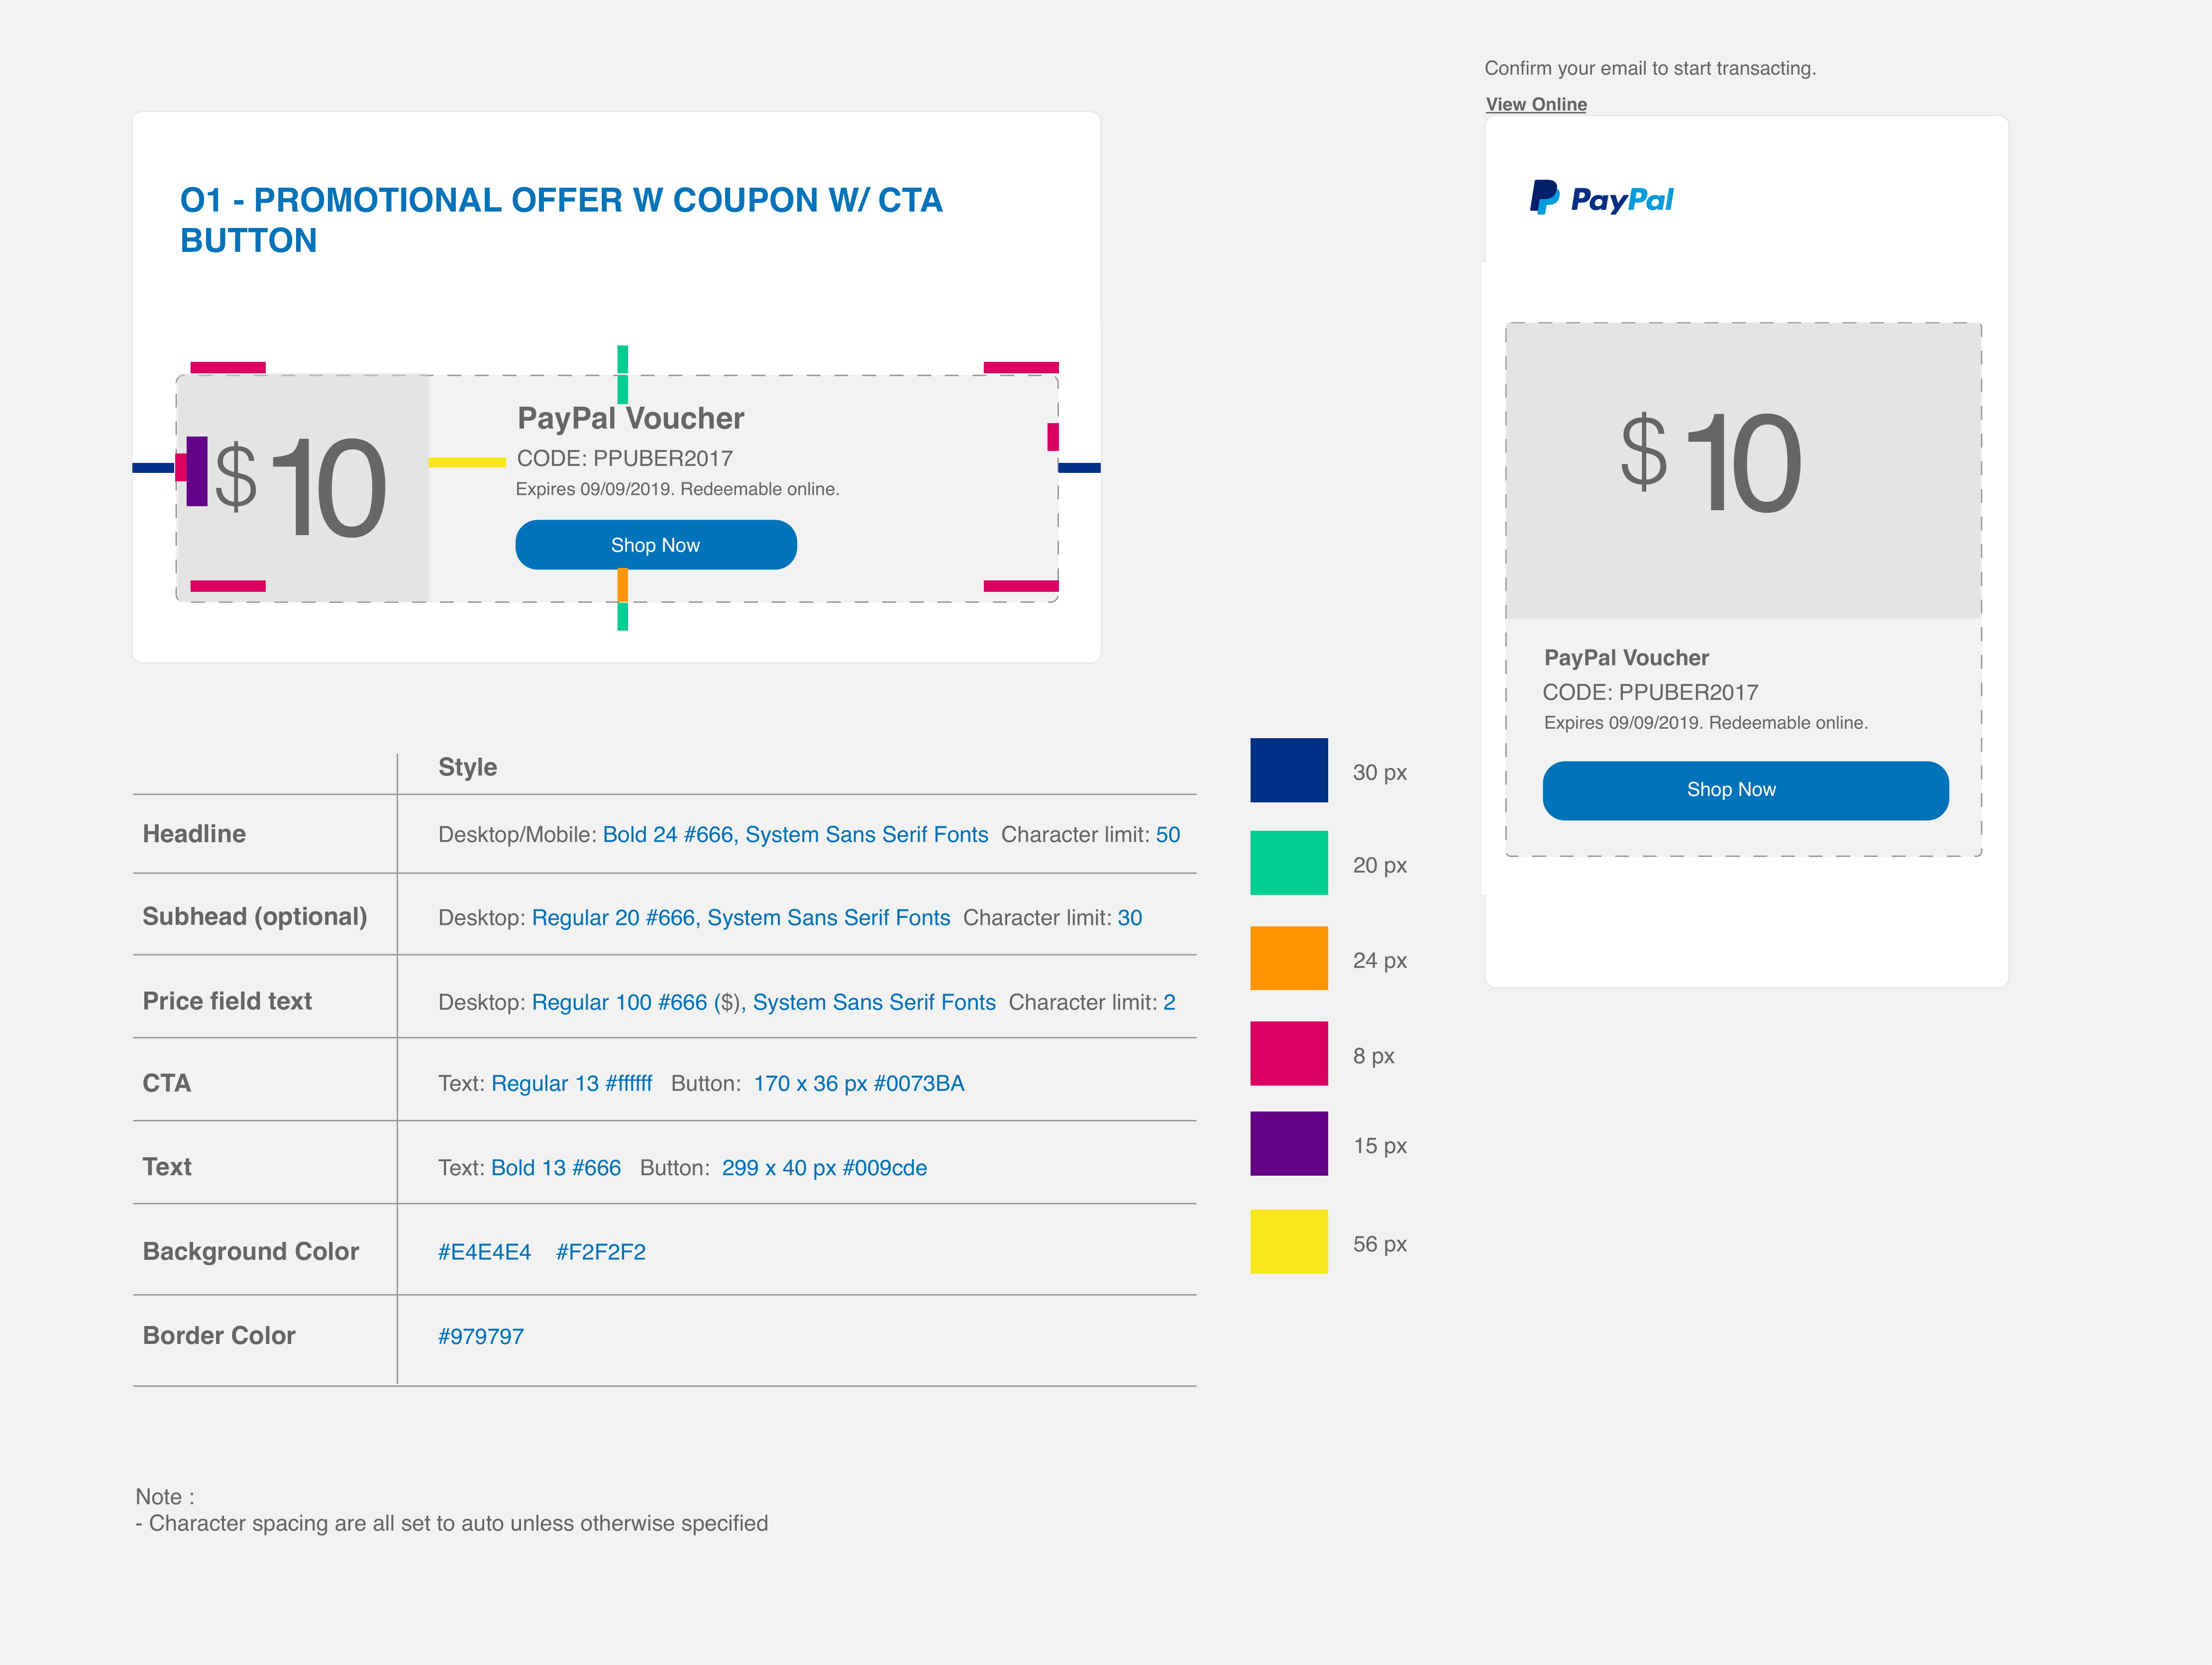 Confirm your email to start transacting.
View Online
O1 - PROMOTIONAL OFFER W COUPON W/ CTA
BUTTON
$10
PayPal Voucher
CODE: PPUBER2017
Expires 09/09/2019. Redeemable online.
Shop Now
PayPal
$10
PayPal Voucher
CODE: PPUBER2017
Expires 09/09/2019. Redeemable online.
Shop Now
Style
Headline Desktop/Mobile: Bold 24 #666, System Sans Serif Fonts Character limit: 50
Subhead (optional) Desktop: Regular 20 #666, System Sans Serif Fonts Character limit: 30
Price field text Desktop: Regular 100 #666 ($), System Sans Serif Fonts Character limit: 2
CTA Text: Regular 13 #ffffff Button: 170 x 36 px #0073BA
Text Text: Bold 13 #666 Button: 299 x 40 px #009cde
Background Color #E4E4E4 #F2F2F2
Border Color #979797
30 px
20 px
24 px
8 px
15 px
56 px
Note :
- Character spacing are all set to auto unless otherwise specified